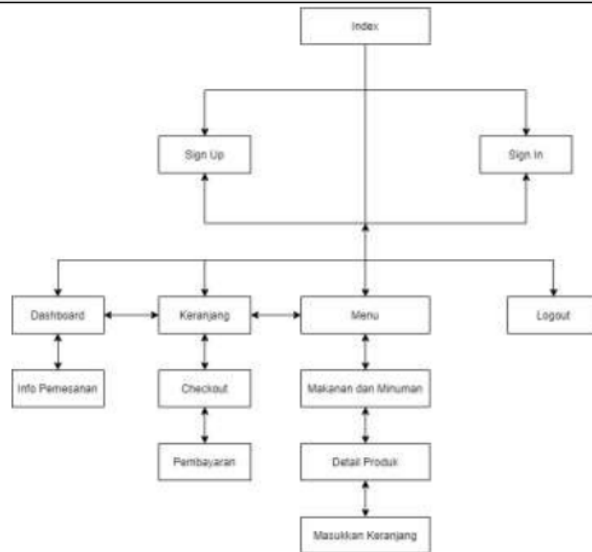 Index
Sign Up
Sign In
Dashboard
Keranjang
Menu
Logout
Info Pemesanan
Checkout
Makanan dan Minuman
Pembayaran
Detail Produk
Masukkan Keranjang